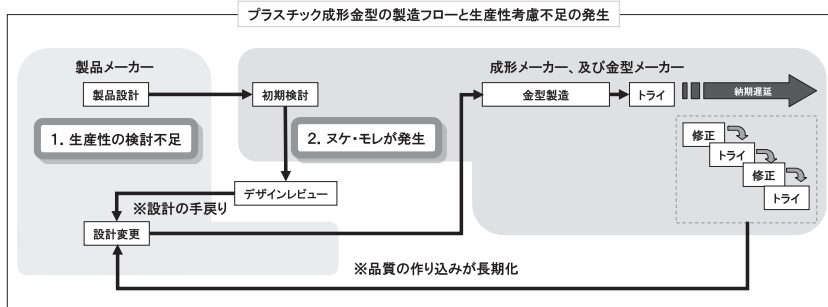 プラスチック成形金型の製造フローと生産性考慮不足の発生
製品メーカー
成形メーカー、及び金型メーカー
製品設計
初期検討
金型製造
トライ
納期遅延
1. 生産性の検討不足
2. ヌケ・モレが発生
修正
トライ
修正
トライ
デザインレビュー
※設計の手戻り
設計変更
※品質の作り込みが長期化